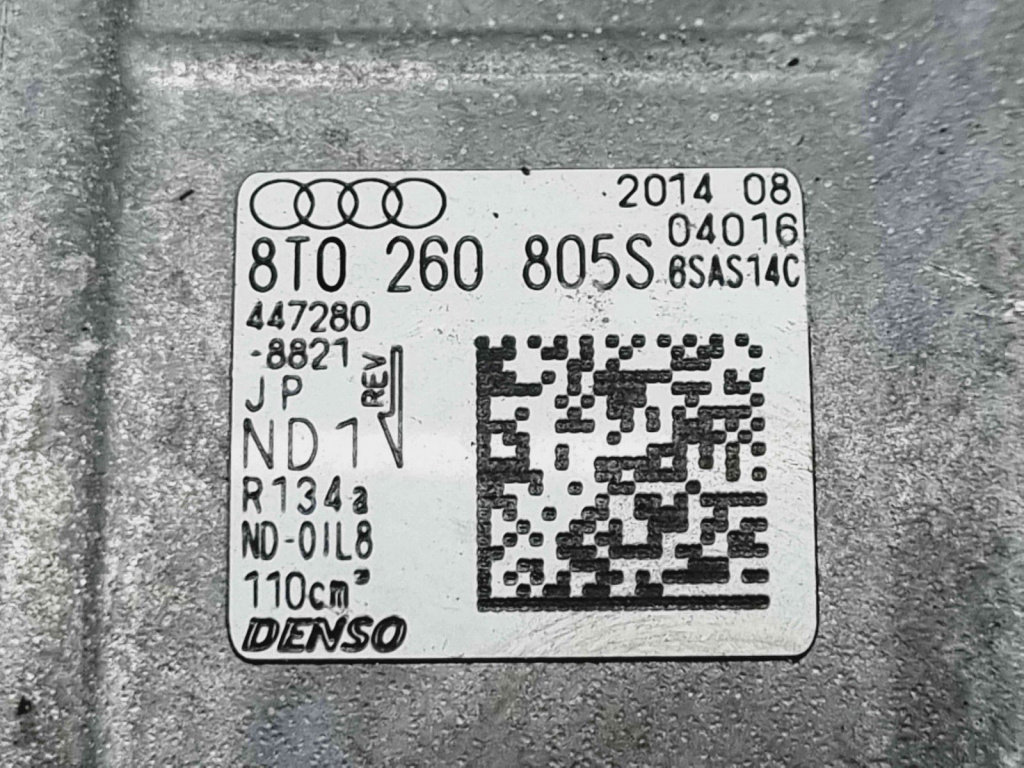 2014 08
04016
8T0 260 805S 6SAS14C
447280
-8821
REV
JP
ND1
R134a
ND-OIL8
110cm³
DENSO